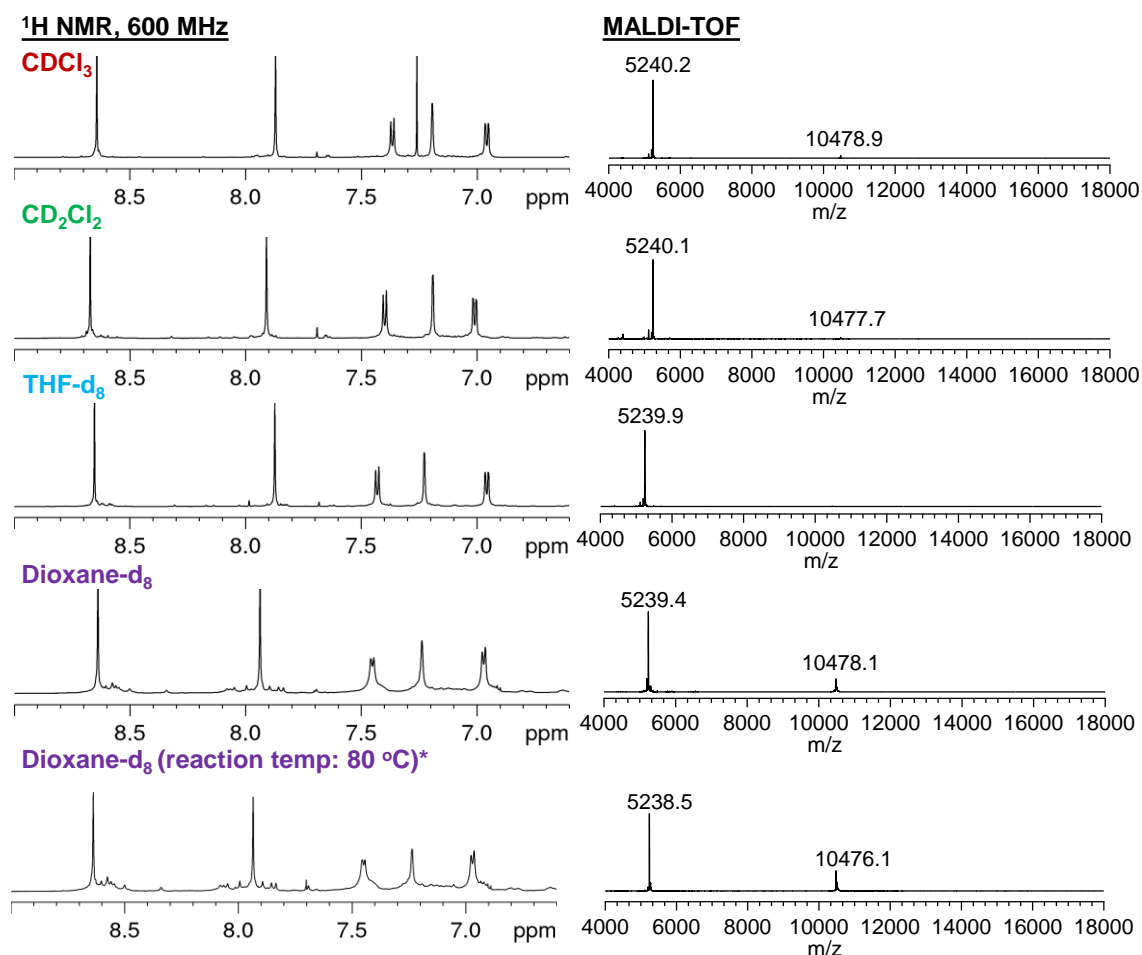 ¹H NMR, 600 MHz
MALDI-TOF
CDCl₃
5240.2
10478.9
8.5 8.0 7.5 7.0 ppm
4000 6000 8000 10000 12000 14000 16000 18000
m/z
CD₂Cl₂
5240.1
10477.7
8.5 8.0 7.5 7.0 ppm
4000 6000 8000 10000 12000 14000 16000 18000
m/z
THF-d₈
5239.9
8.5 8.0 7.5 7.0 ppm
4000 6000 8000 10000 12000 14000 16000 18000
m/z
Dioxane-d₈
5239.4
10478.1
8.5 8.0 7.5 7.0 ppm
4000 6000 8000 10000 12000 14000 16000 18000
m/z
Dioxane-d₈ (reaction temp: 80 °C)*
5238.5
10476.1
8.5 8.0 7.5 7.0 ppm
4000 6000 8000 10000 12000 14000 16000 18000
m/z